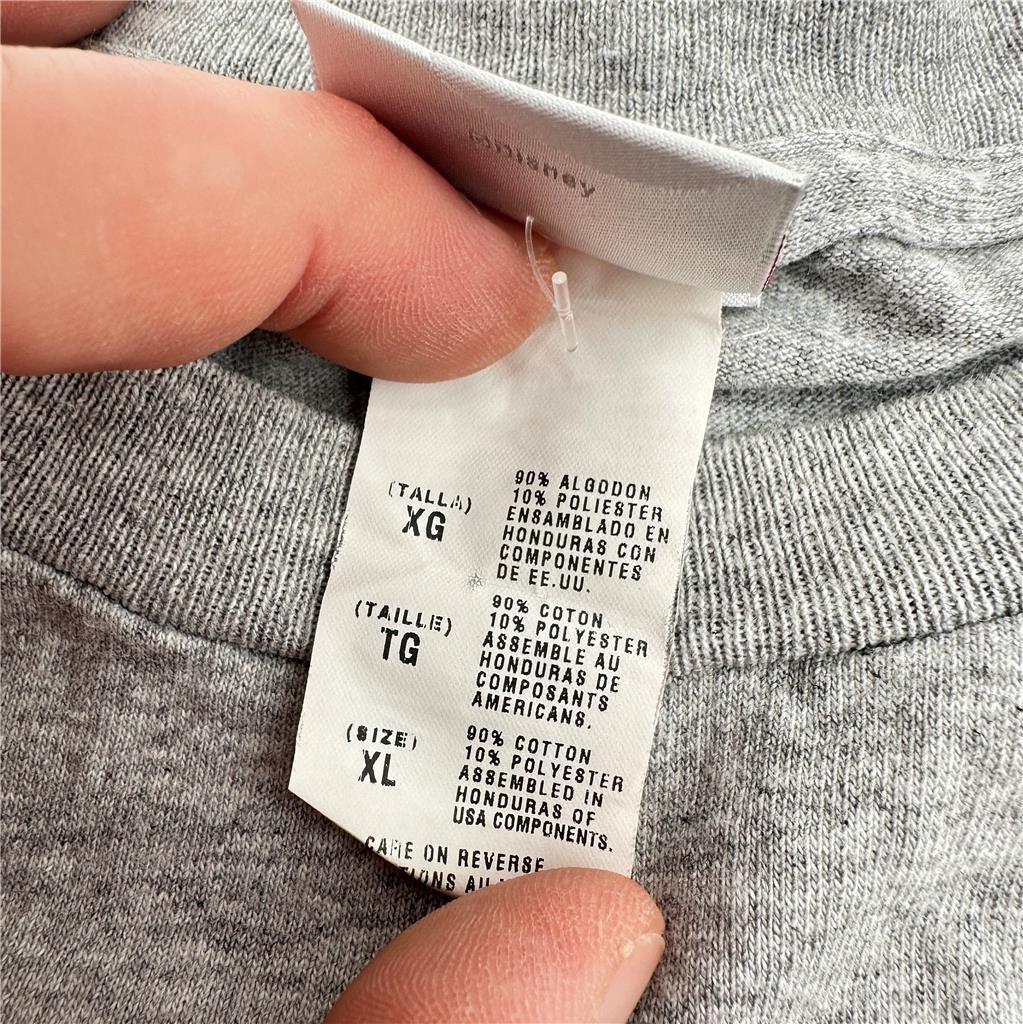 ©Disney
(TALLA)
XG
90% ALGODON
10% POLIESTER
ENSAMBLADO EN
HONDURAS CON
COMPONENTES
DE EE.UU.
(TAILLE)
TG
90% COTON
10% POLYESTER
ASSEMBLE AU
HONDURAS DE
COMPOSANTS
AMERICANS.
(SIZE)
XL
90% COTTON
10% POLYESTER
ASSEMBLED IN
HONDURAS OF
USA COMPONENTS.
CARE ON REVERSE
AU